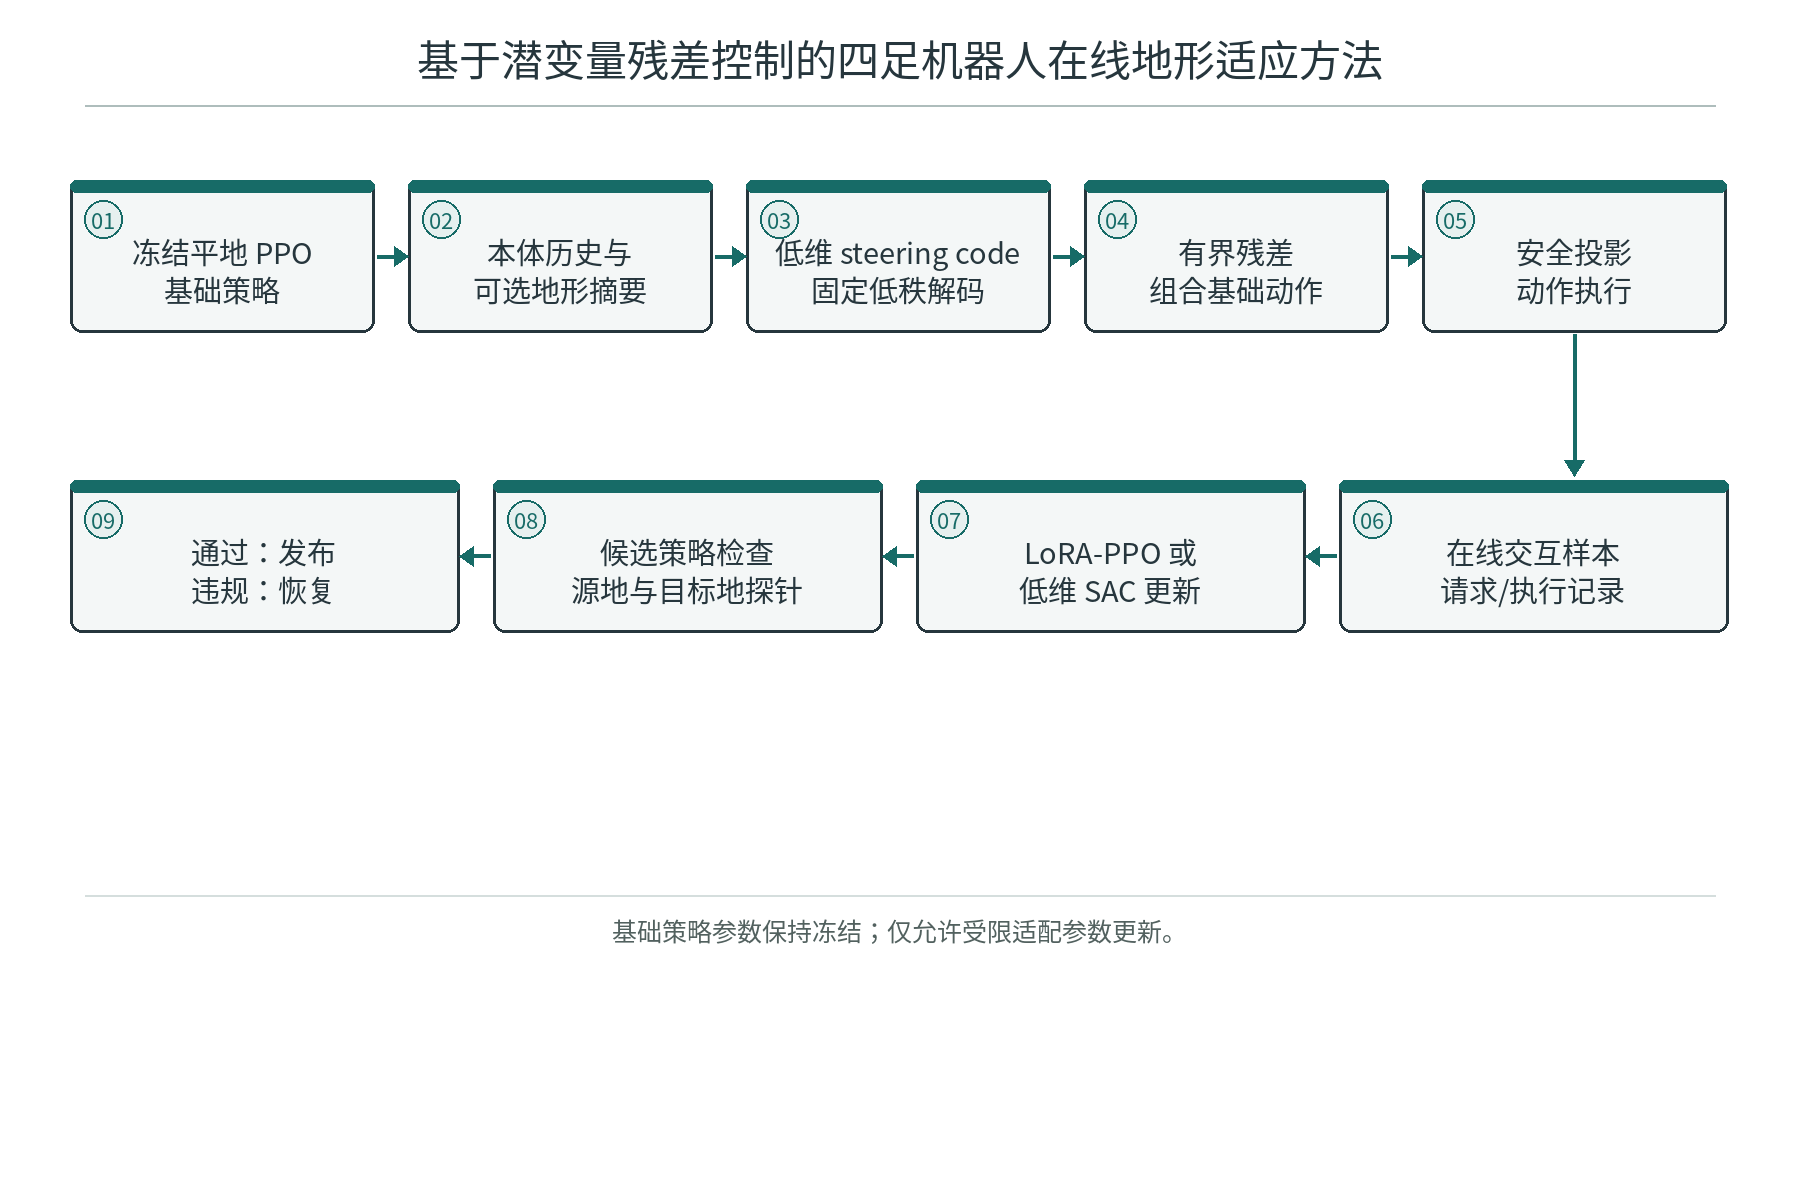 基于潜变量残差控制的四足机器人在线地形适应方法
01
冻结平地 PPO
基础策略
02
本体历史与
可选地形摘要
03
低维 steering code
固定低秩解码
04
有界残差
组合基础动作
05
安全投影
动作执行
06
在线交互样本
请求/执行记录
07
LoRA-PPO 或
低维 SAC 更新
08
候选策略检查
源地与目标地探针
09
通过：发布
违规：恢复
基础策略参数保持冻结；仅允许受限适配参数更新。